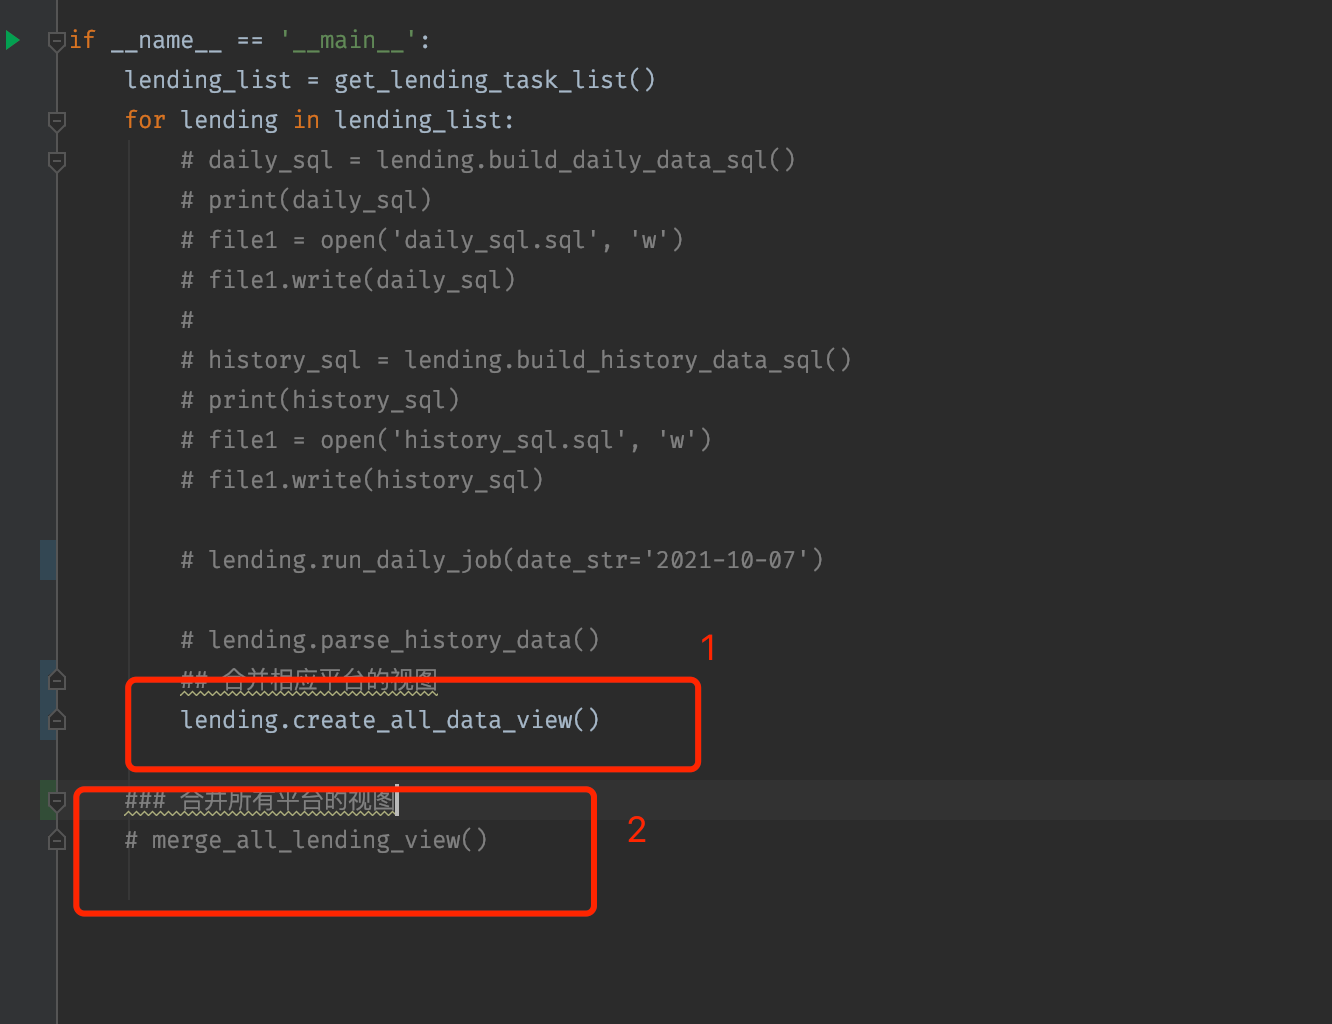 if __name__ == '__main__':
lending_list = get_lending_task_list()
for lending in lending_list:
# daily_sql = lending.build_daily_data_sql()
# print(daily_sql)
# file1 = open('daily_sql.sql', 'w')
# file1.write(daily_sql)
#
# history_sql = lending.build_history_data_sql()
# print(history_sql)
# file1 = open('history_sql.sql', 'w')
# file1.write(history_sql)
# lending.run_daily_job(date_str='2021-10-07')
# lending.parse_history_data()
1
## 合并相应平台的视图
lending.create_all_data_view()
### 合并所有平台的视图
2
# merge_all_lending_view()